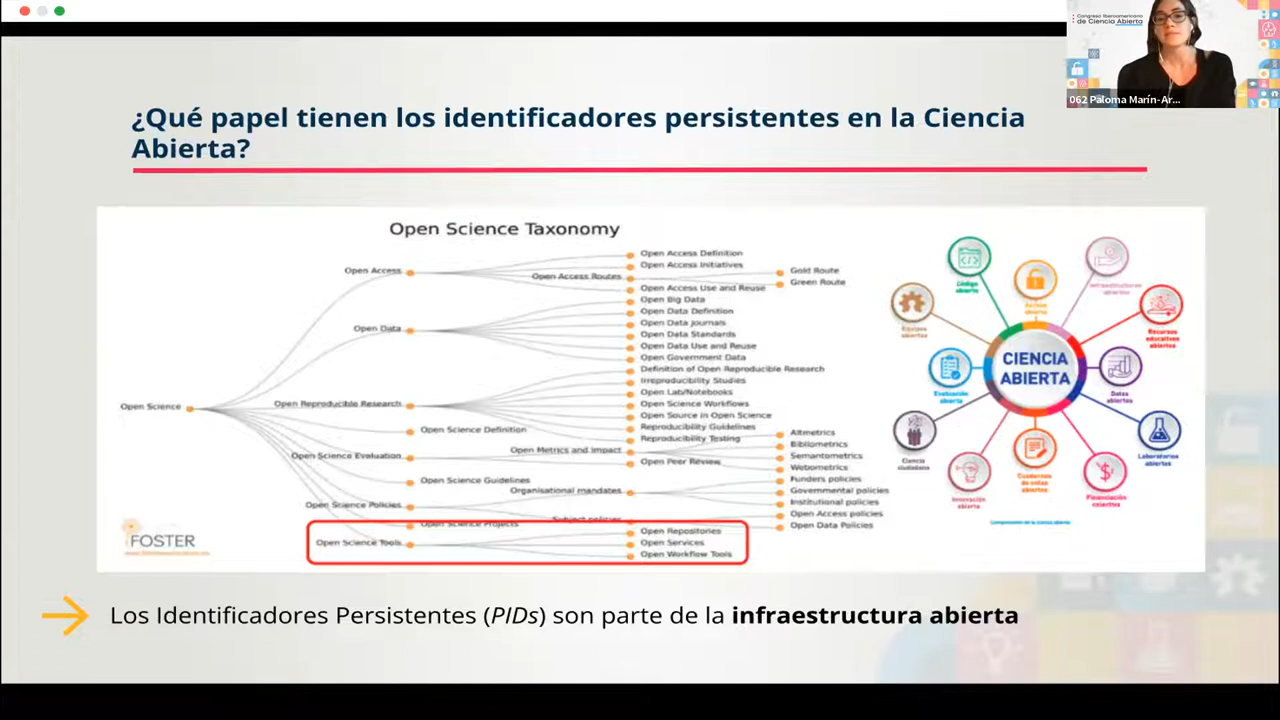 Congreso Iberoamericano
de Ciencia Abierta
062 Paloma Marín-Ar...
¿Qué papel tienen los identificadores persistentes en la Ciencia
Abierta?
Open Science Taxonomy
Open Science
Open Access
Open Access Definition
Open Access Initiatives
Open Access Routes
Gold Route
Green Route
Open Access Use and Reuse
Open Data
Open Big Data
Open Data Definition
Open Data Journals
Open Data Standards
Open Data Use and Reuse
Open Government Data
Open Reproducible Research
Definition of Open Reproducible Research
Irreproducibility Studies
Open Lab/Notebooks
Open Science Workflows
Open Source in Open Science
Reproducibility Guidelines
Reproducibility Testing
Open Science Definition
Open Science Evaluation
Open Metrics and Impact
Altmetrics
Bibliometrics
Semantometrics
Webometrics
Open Peer Review
Open Science Guidelines
Open Science Policies
Organisational mandates
Funders policies
Governmental policies
Institutional policies
Subject policies
Open Access policies
Open Data Policies
Open Science Projects
Open Science Tools
Open Repositories
Open Services
Open Workflow Tools
FOSTER
CIENCIA
ABIERTA
Código
abierto
Acceso
abierto
Infraestructuras
abiertas
Recursos
educativos
abiertos
Datos
abiertos
Laboratorios
abiertos
Financiación
colectiva
Cuadernos
de notas
abiertos
Innovación
abierta
Ciencia
ciudadana
Evaluación
abierta
Equipos
abiertos
Componentes de la ciencia abierta
Los Identificadores Persistentes (PIDs) son parte de la infraestructura abierta